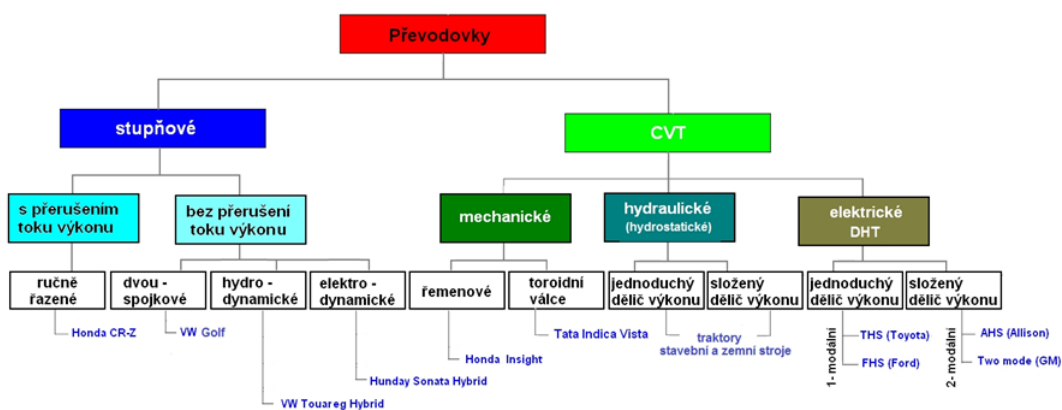 Převodovky
stupňové
CVT
s přerušením
toku výkonu
bez přerušení
toku výkonu
mechanické
hydraulické
(hydrostatické)
elektrické
DHT
ručně
řazené
dvou -
spojkové
hydro -
dynamické
elektro -
dynamické
řemenové
toroidní
válce
jednoduchý
dělič výkonu
složený
dělič výkonu
jednoduchý
dělič výkonu
složený
dělič výkonu
Honda CR-Z
VW Golf
VW Touareg Hybrid
Hunday Sonata Hybrid
Honda Insight
Tata Indica Vista
traktory
stavební a zemní stroje
1- modální
THS (Toyota)
FHS (Ford)
2- modální
AHS (Allison)
Two mode (GM)